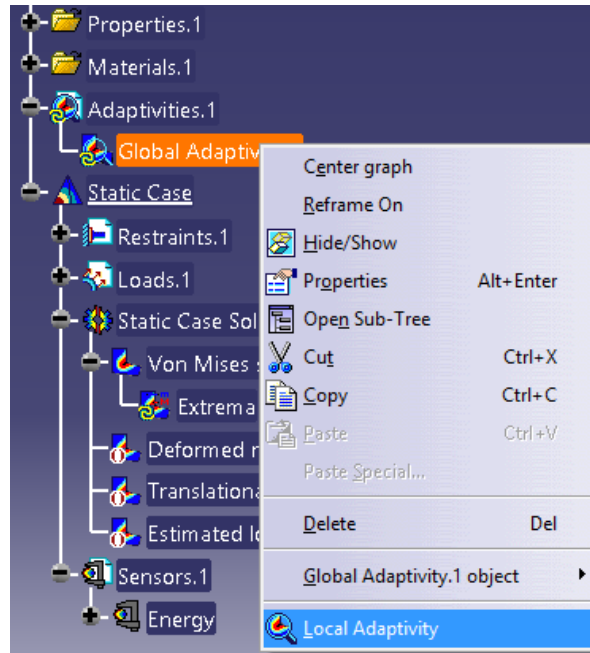 Properties.1
Materials.1
Adaptivities.1
Global Adaptiv
Static Case
Restraints.1
Loads.1
Static Case Sol
Von Mises
Extrema
Deformed
Translationa
Estimated lo
Sensors.1
Energy
Center graph
Reframe On
Hide/Show
Properties Alt+Enter
Open Sub-Tree
Cut Ctrl+X
Copy Ctrl+C
Paste Ctrl+V
Paste Special...
Delete Del
Global Adaptivity.1 object
Local Adaptivity